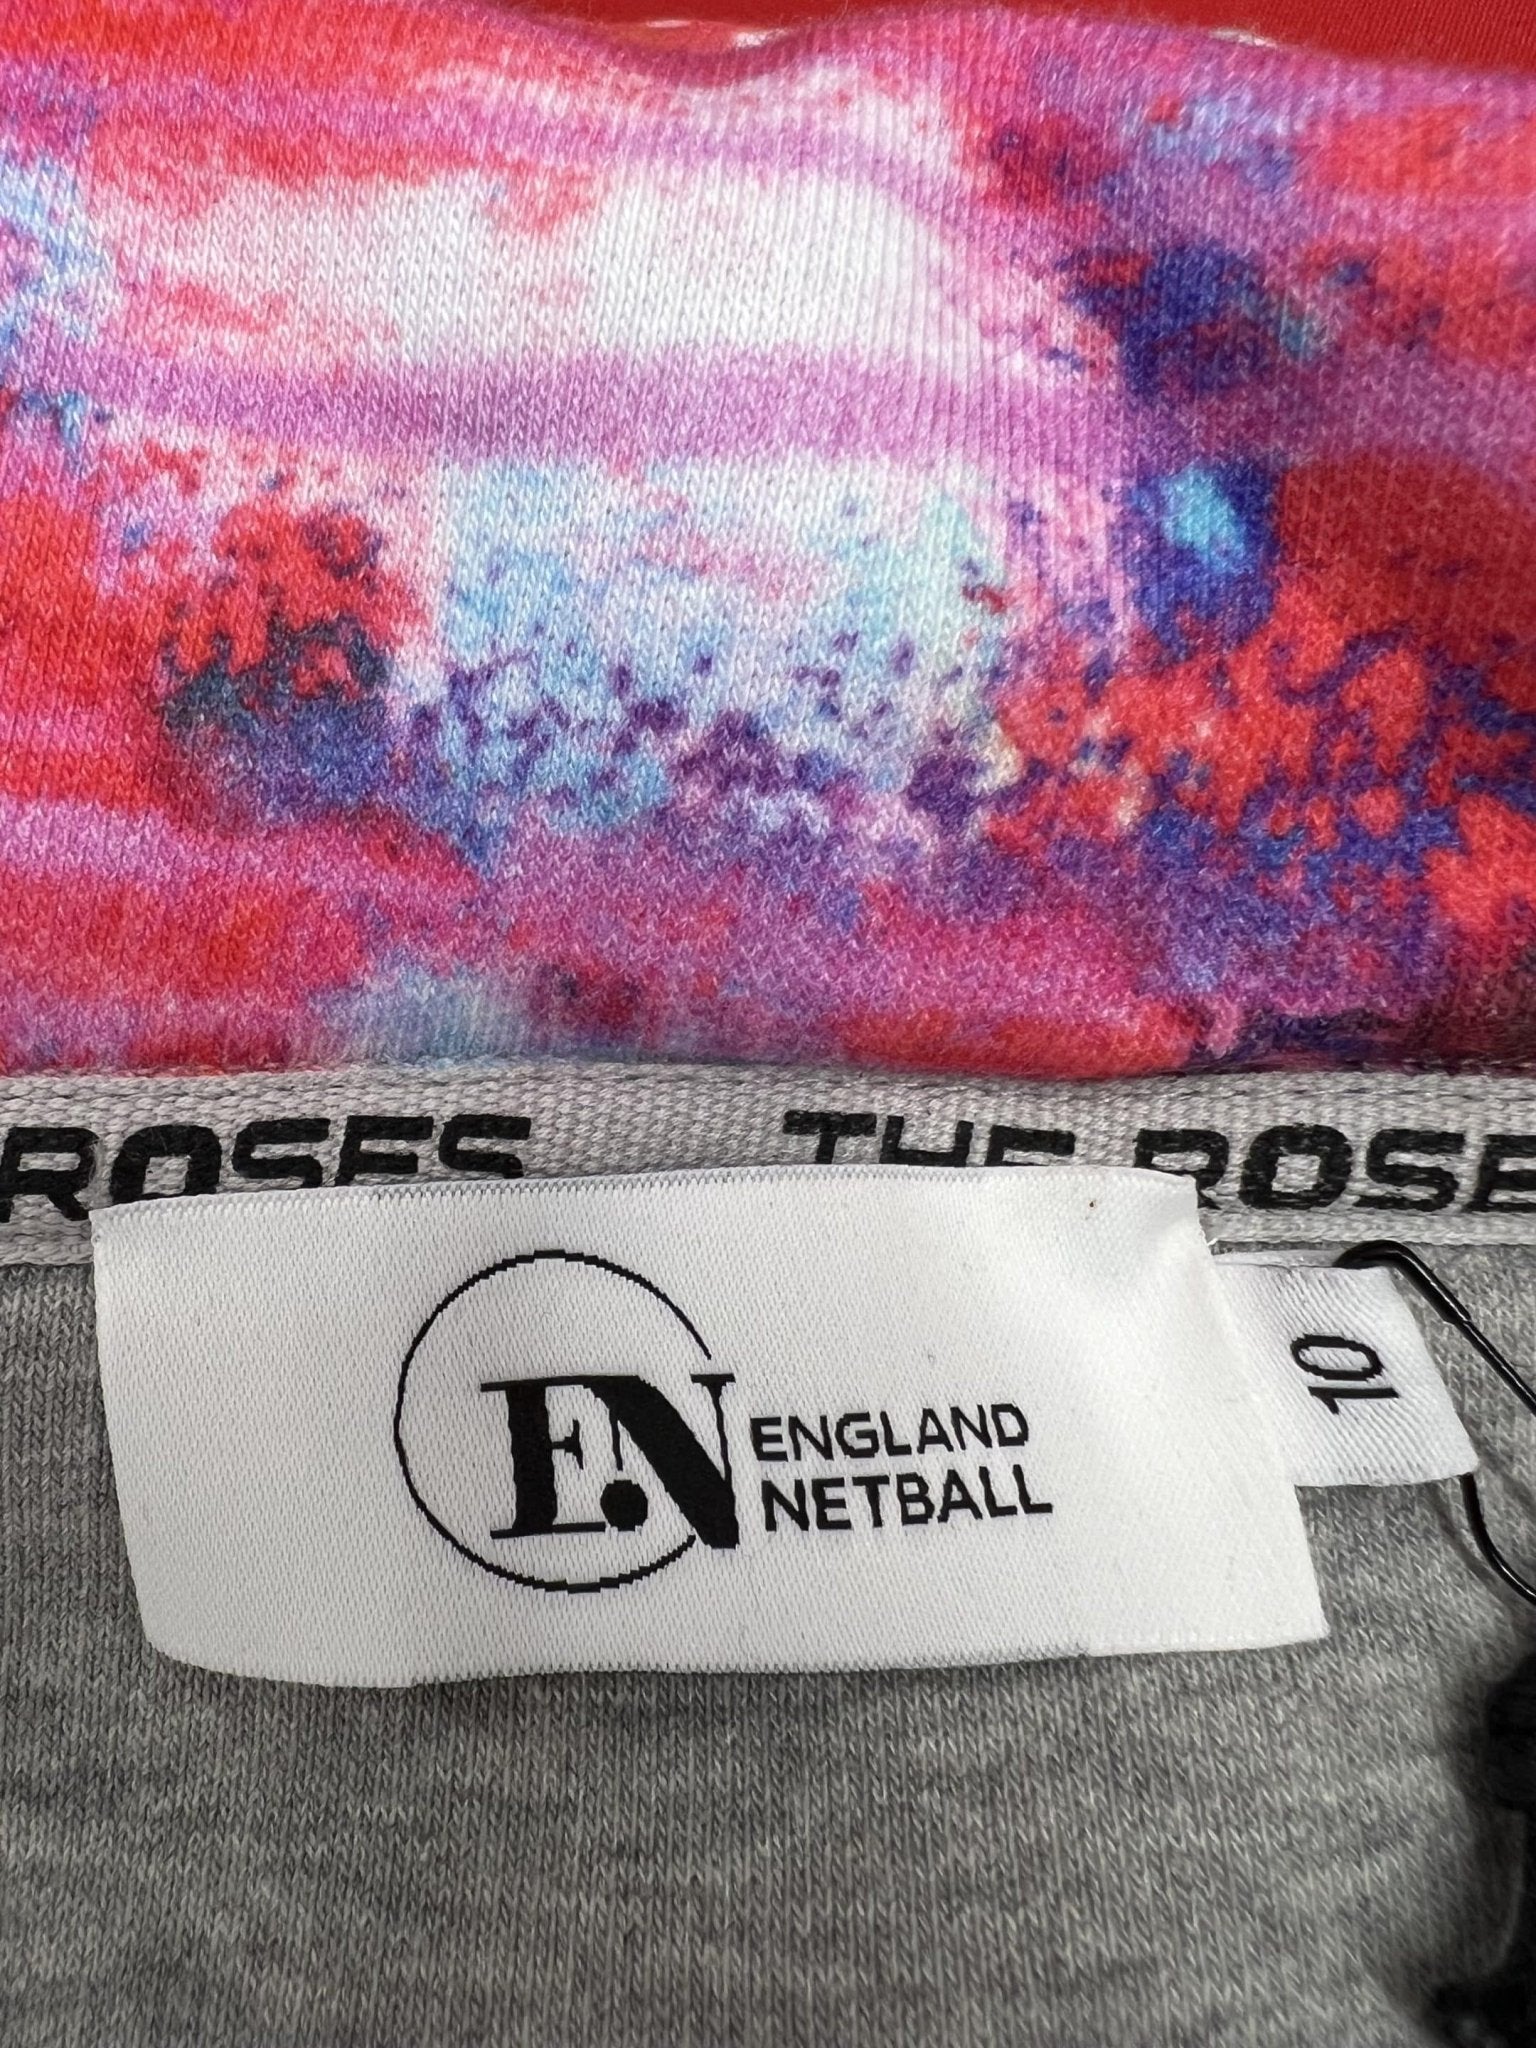 ROSES THE ROSE
EN ENGLAND
NETBALL
10